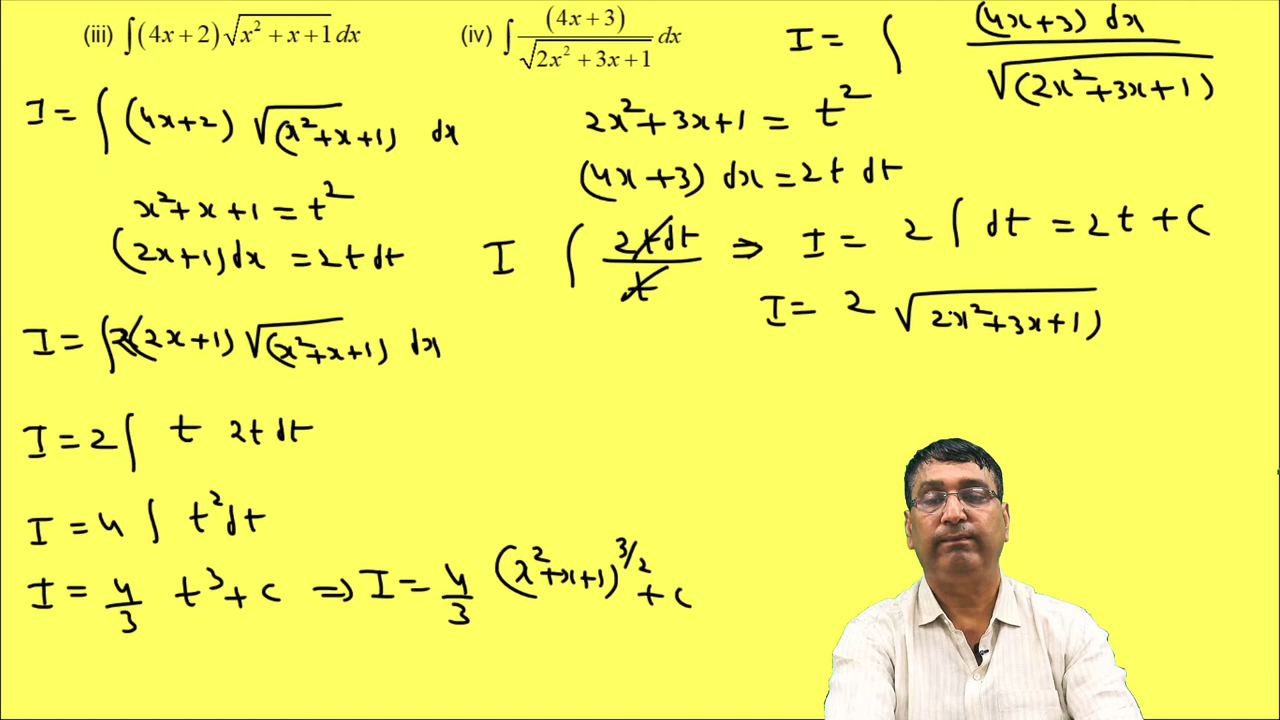 (iii) ∫(4x+2)√(x²+x+1) dx
(iv) ∫ (4x+3)/√(2x²+3x+1) dx
I = ∫ (4x+2) √(x²+x+1) dx
x²+x+1 = t²
(2x+1)dx = 2t dt
I = ∫2(2x+1) √(x²+x+1) dx
I = 2∫ t 2t dt
I = 4 ∫ t² dt
I = 4/3 t³ + c ⇒ I = 4/3 (x²+x+1)^3/2 + c
I = ∫ (4x+3) dx / √(2x²+3x+1)
2x²+3x+1 = t²
(4x+3) dx = 2t dt
I ∫ 2t dt / t ⇒ I = 2 ∫ dt = 2t + c
I = 2 √(2x²+3x+1)